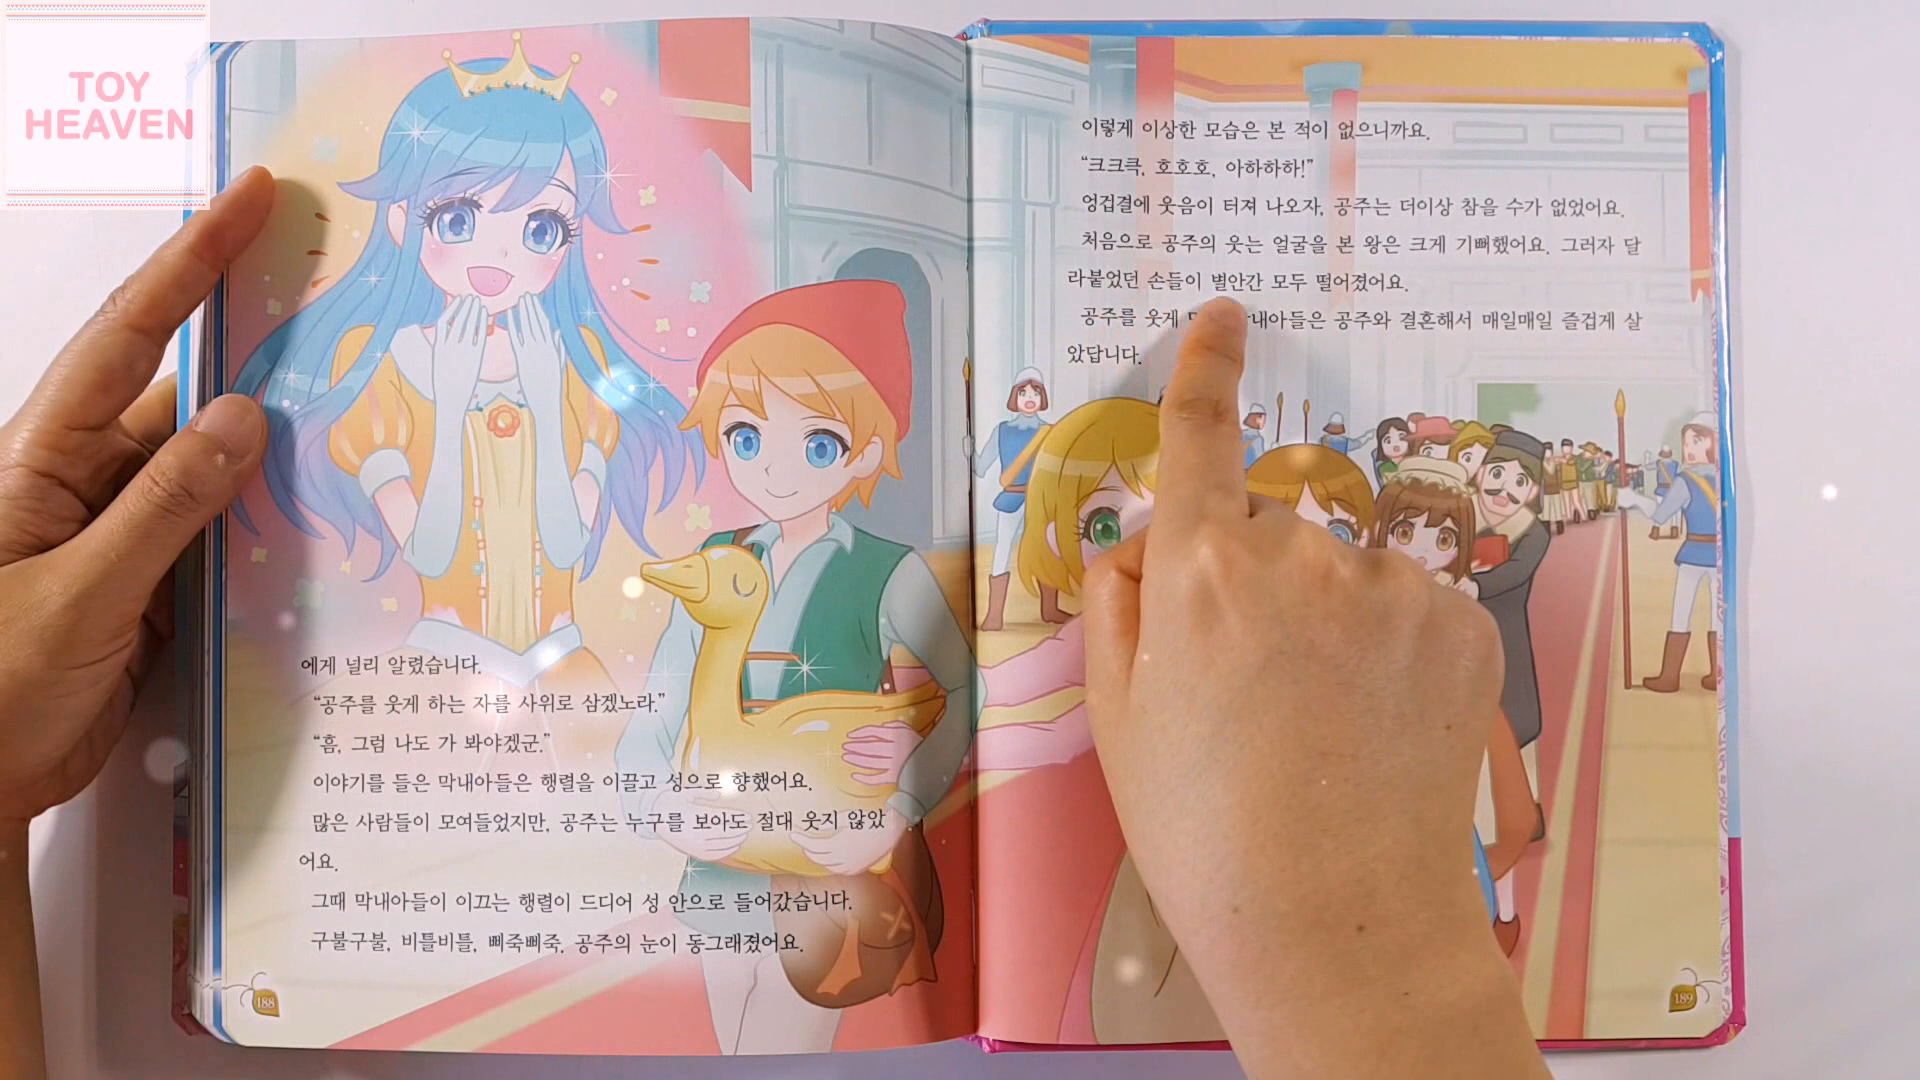 TOY
HEAVEN
에게 널리 알렸습니다.
“공주를 웃게 하는 자를 사위로 삼겠노라.”
“흠, 그럼 나도 가 봐야겠군.”
이야기를 들은 막내아들은 행렬을 이끌고 성으로 향했어요.
많은 사람들이 모여들었지만, 공주는 누구를 보아도 절대 웃지 않았
어요.
그때 막내아들이 이끄는 행렬이 드디어 성 안으로 들어갔습니다.
구불구불, 비틀비틀, 삐죽삐죽. 공주의 눈이 동그래졌어요.
188
이렇게 이상한 모습은 본 적이 없으니까요.
“크크큭, 호호호, 아하하하!”
엉겁결에 웃음이 터져 나오자, 공주는 더이상 참을 수가 없었어요.
처음으로 공주의 웃는 얼굴을 본 왕은 크게 기뻐했어요. 그러자 달
라붙었던 손들이 별안간 모두 떨어졌어요.
공주를 웃게 공주와 결혼해서 매일매일 즐겁게 살
았답니다.
189